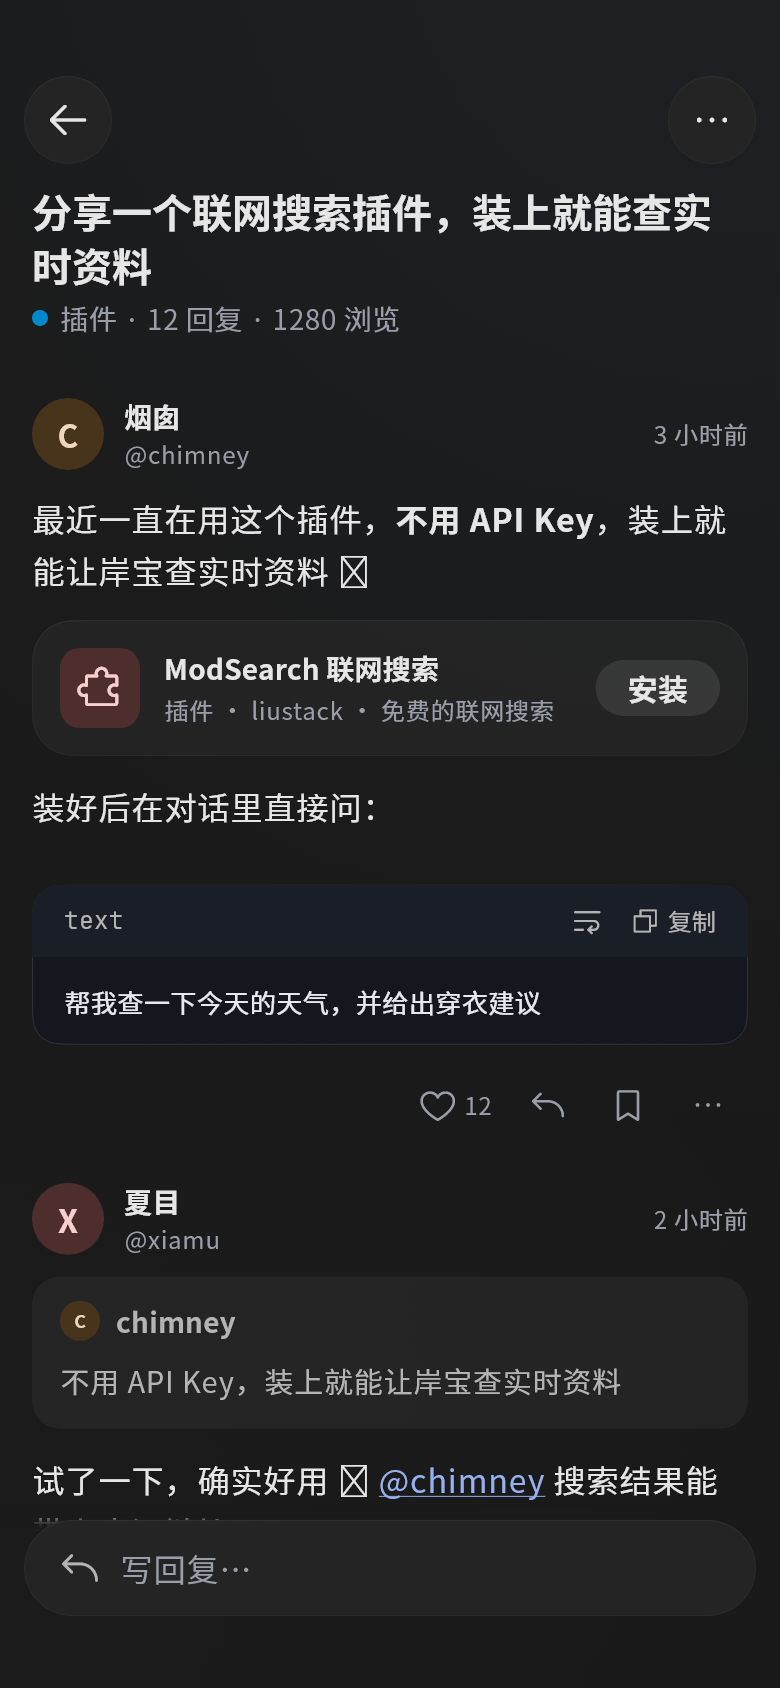 分享一个联网搜索插件，装上就能查实
时资料
插件 · 12 回复 · 1280 浏览
C
烟囱
@chimney
3 小时前
最近一直在用这个插件，不用 API Key，装上就
能让岸宝查实时资料
ModSearch 联网搜索
插件 · liustack · 免费的联网搜索
安装
装好后在对话里直接问：
text
复制
帮我查一下今天的天气，并给出穿衣建议
12
X
夏目
@xiamu
2 小时前
C
chimney
不用 API Key，装上就能让岸宝查实时资料
试了一下，确实好用 @chimney 搜索结果能
写回复…